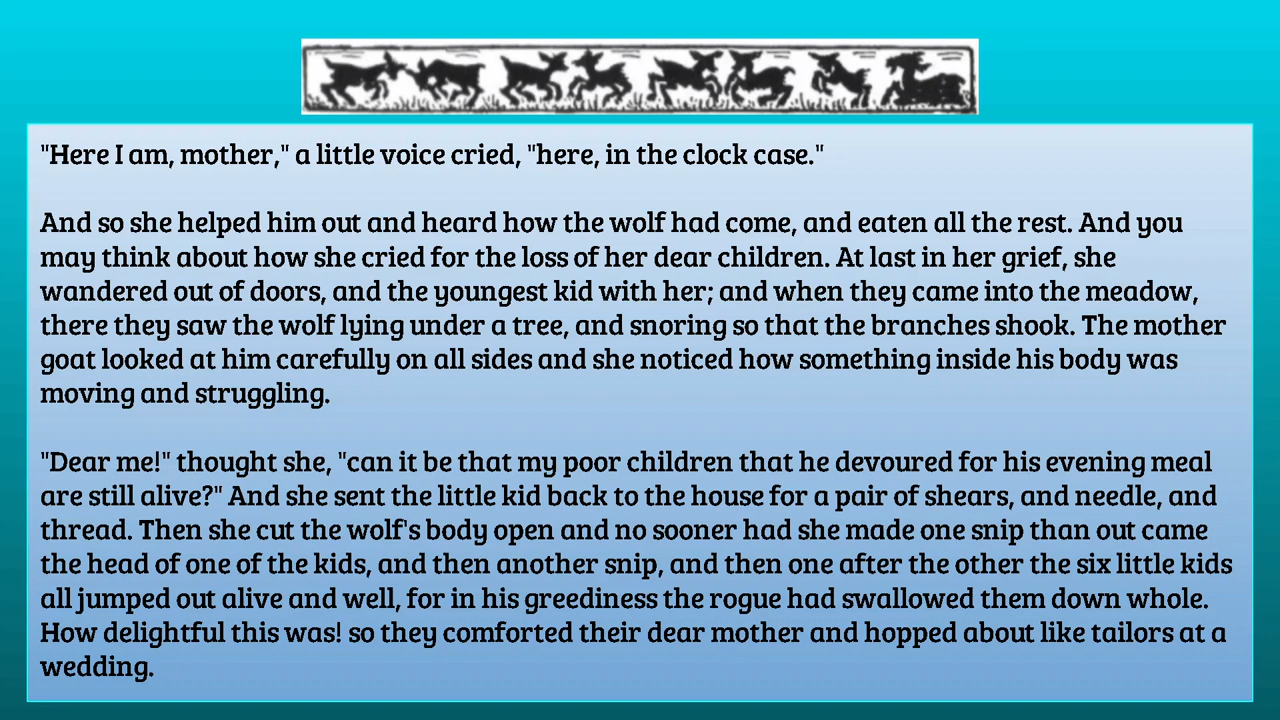 "Here I am, mother," a little voice cried, "here, in the clock case."
And so she helped him out and heard how the wolf had come, and eaten all the rest. And you
may think about how she cried for the loss of her dear children. At last in her grief, she
wandered out of doors, and the youngest kid with her; and when they came into the meadow,
there they saw the wolf lying under a tree, and snoring so that the branches shook. The mother
goat looked at him carefully on all sides and she noticed how something inside his body was
moving and struggling.
"Dear me!" thought she, "can it be that my poor children that he devoured for his evening meal
are still alive?" And she sent the little kid back to the house for a pair of shears, and needle, and
thread. Then she cut the wolf's body open and no sooner had she made one snip than out came
the head of one of the kids, and then another snip, and then one after the other the six little kids
all jumped out alive and well, for in his greediness the rogue had swallowed them down whole.
How delightful this was! so they comforted their dear mother and hopped about like tailors at a
wedding.